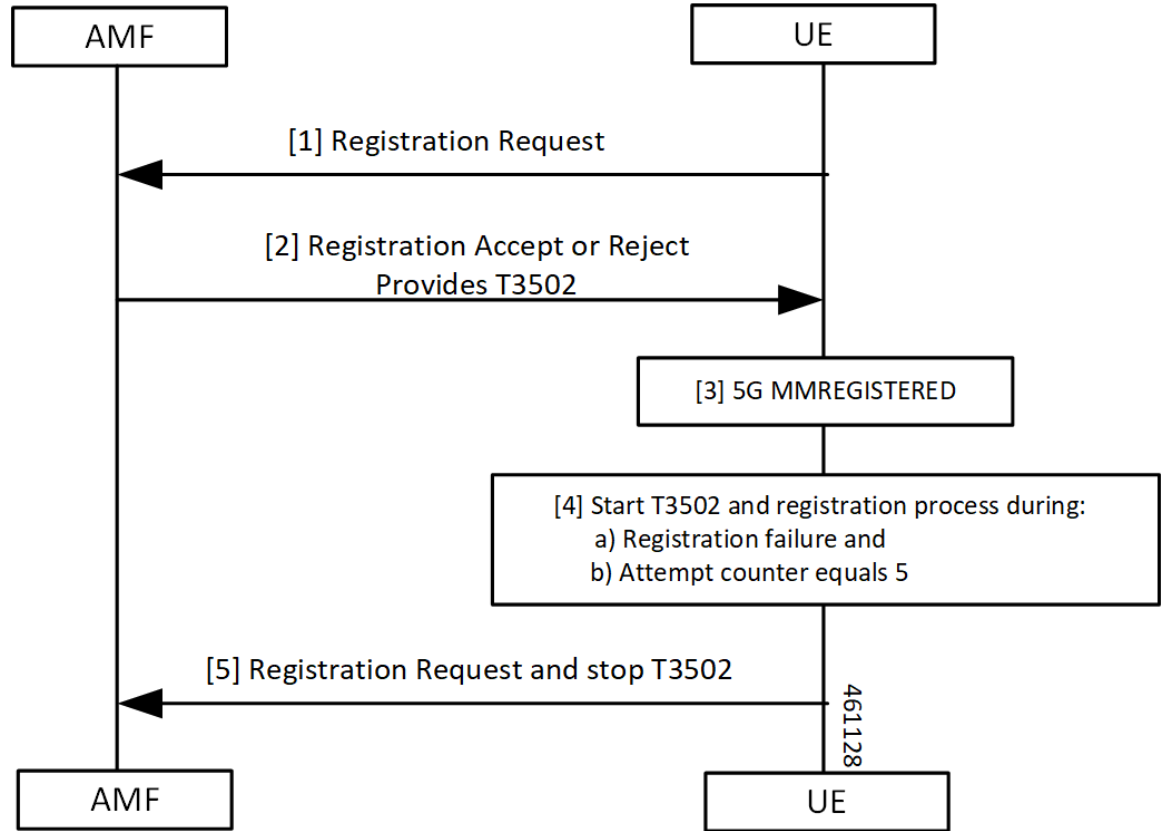 AMF
UE
[1] Registration Request
[2] Registration Accept or Reject
Provides T3502
[3] 5G MMREGISTERED
[4] Start T3502 and registration process during:
a) Registration failure and
b) Attempt counter equals 5
[5] Registration Request and stop T3502
461128
AMF
UE